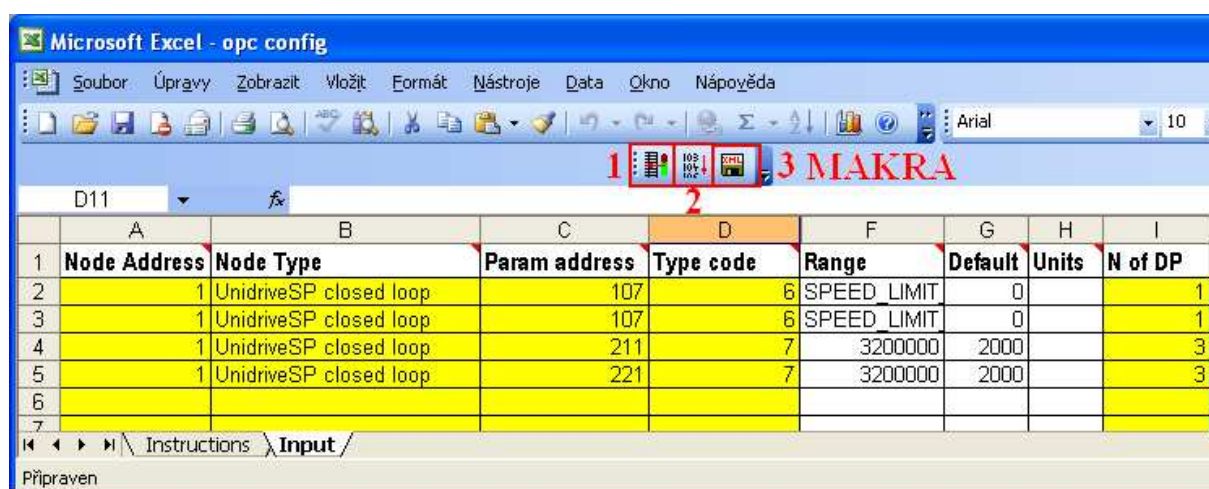 Microsoft Excel - opc config
Soubor Úpravy Zobrazit Vložit Formát Nástroje Data Okno Nápověda
Arial 10
1 3 MAKRA
2
D11 fx
A B C D F G H I
1 Node Address Node Type Param address Type code Range Default Units N of DP
2 1 UnidriveSP closed loop 107 6 SPEED_LIMIT_ 0 1
3 1 UnidriveSP closed loop 107 6 SPEED_LIMIT_ 0 1
4 1 UnidriveSP closed loop 211 7 3200000 2000 3
5 1 UnidriveSP closed loop 221 7 3200000 2000 3
6
7
Instructions Input
Připraven